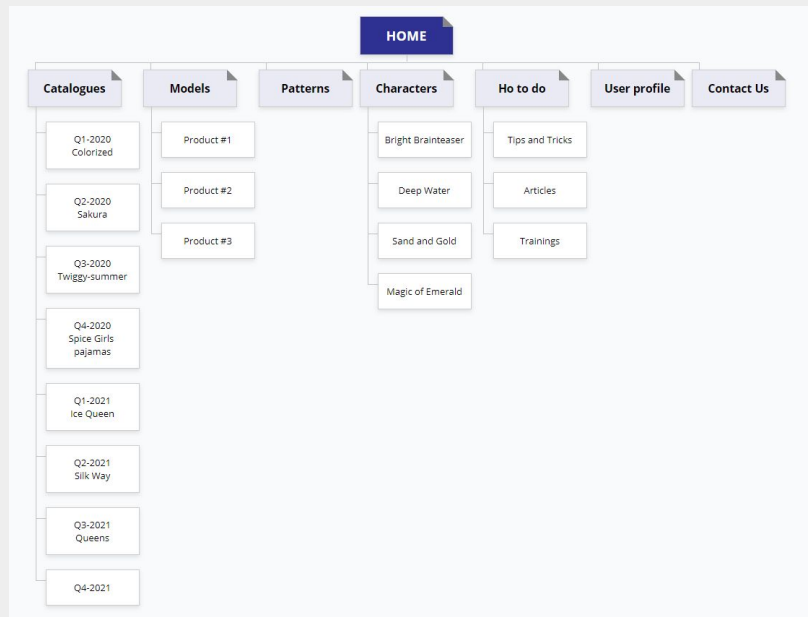 HOME
Catalogues
Models
Patterns
Characters
Ho to do
User profile
Contact Us
Q1-2020
Colorized
Q2-2020
Sakura
Q3-2020
Twiggy-summer
Q4-2020
Spice Girls
pajamas
Q1-2021
Ice Queen
Q2-2021
Silk Way
Q3-2021
Queens
Q4-2021
Product #1
Product #2
Product #3
Bright Brainteaser
Deep Water
Sand and Gold
Magic of Emerald
Tips and Tricks
Articles
Trainings